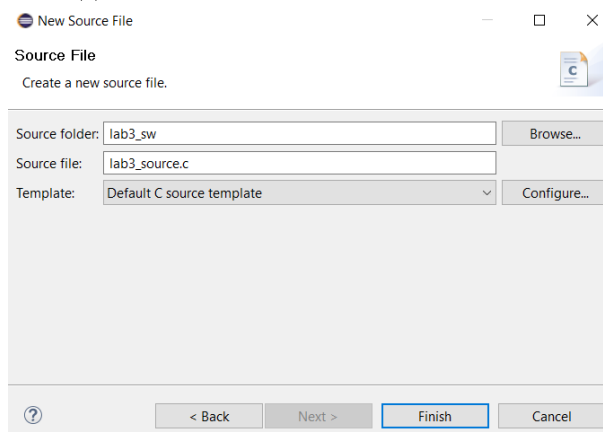 New Source File
Source File
Create a new source file.
C
Source folder: lab3_sw Browse...
Source file: lab3_source.c
Template: Default C source template Configure...
? < Back Next > Finish Cancel